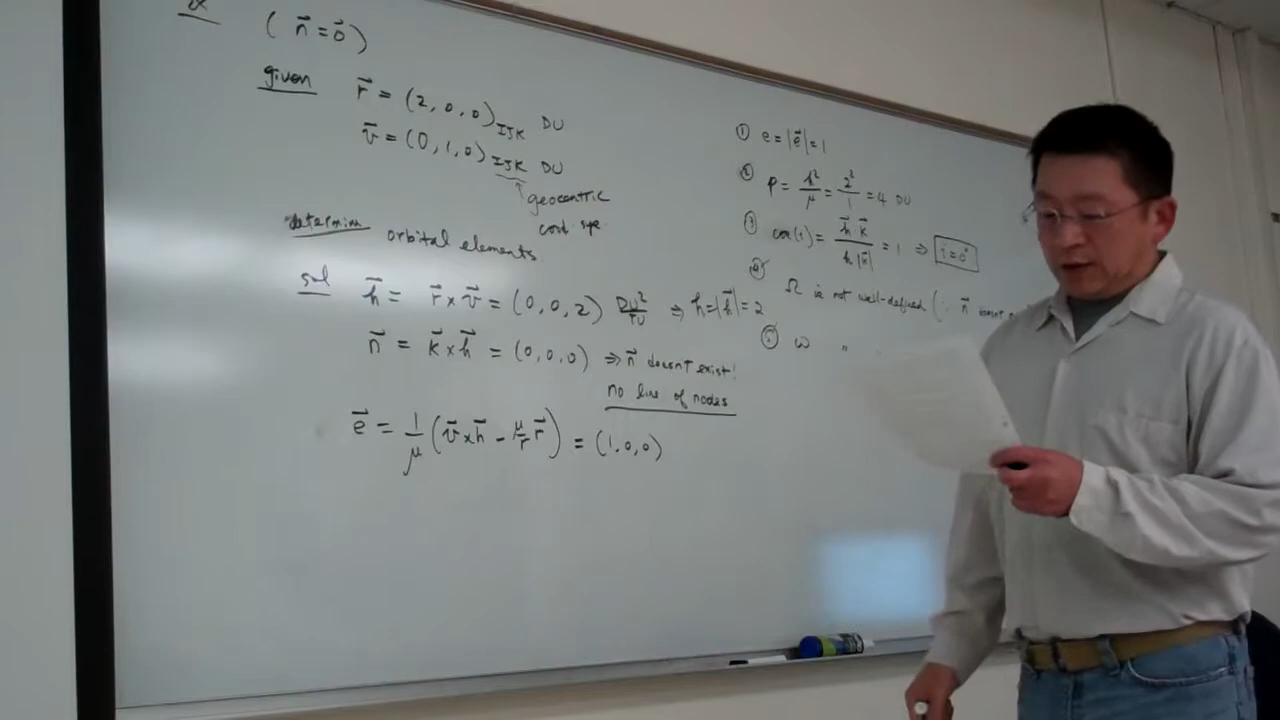 ex
( n⃗ = 0⃗ )
given r⃗ = (2, 0, 0)IJK DU
v⃗ = (0, 1, 0)IJK DU
geocentric
determine orbital elements
sol h⃗ = r⃗ × v⃗ = (0, 0, 2) DU²/TU ⇒ h = |h⃗| = 2
n⃗ = k⃗ × h⃗ = (0, 0, 0) ⇒ n⃗ doesn't exist!
no line of nodes
e⃗ = 1/μ (v⃗ × h⃗ - μ/r r⃗) = (1, 0, 0)
① e = |e⃗| = 1
② p = h²/μ = 2²/1 = 4 DU
③ cos(i) = h⃗ k⃗ / h |k⃗| = 1 ⇒ i = 0°
④ Ω is not well-defined (∵ n⃗ doesn't
⑤ ω "